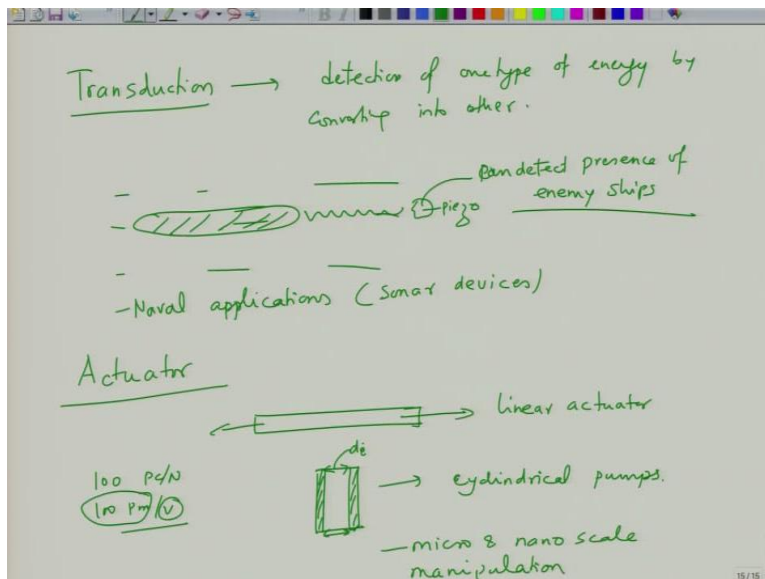 Transduction → detection of one type of energy by
converting into other.
can detect presence of
enemy ships
piezo
- Naval applications (sonar devices)
Actuator
linear actuator
di
100 pC/N
100 pm/V
→ cylindrical pumps.
- micro & nano scale
manipulation
15/15